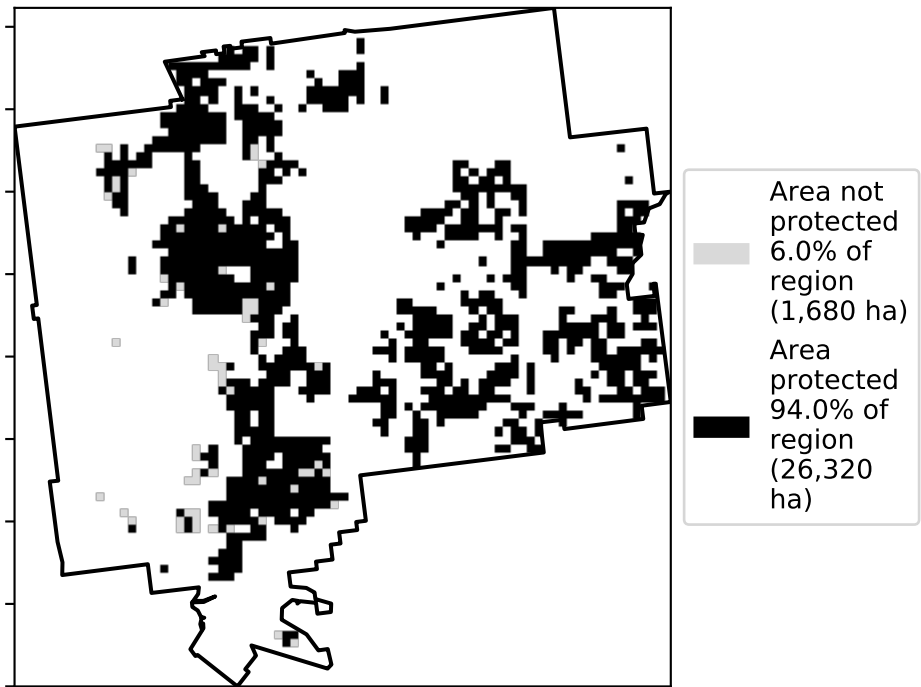 Area not
protected
6.0% of
region
(1,680 ha)
Area
protected
94.0% of
region
(26,320
ha)